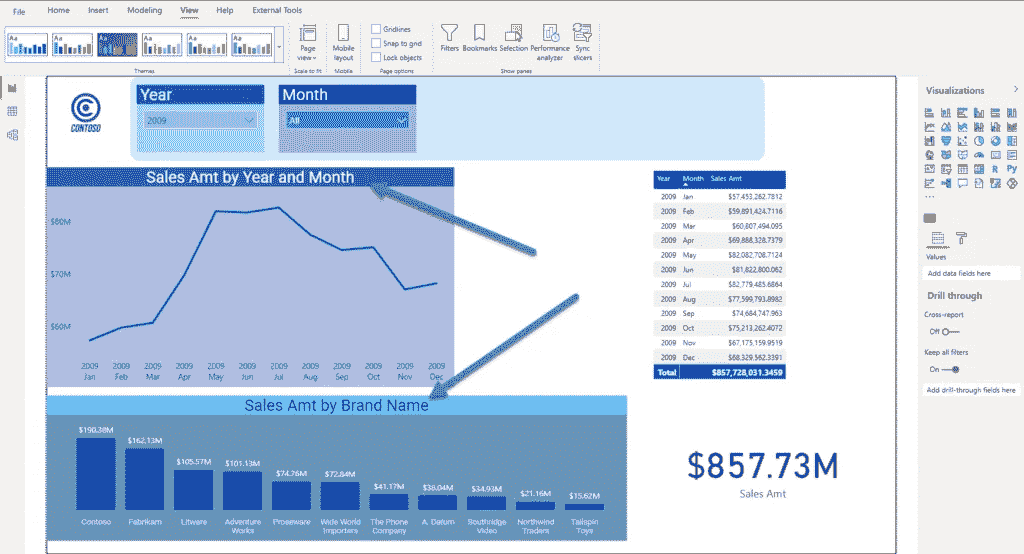 File Home Insert Modeling View Help External Tools
Aa Aa Aa Aa Aa Aa
Page view
Mobile layout
Gridlines
Snap to grid
Lock objects
Filters Bookmarks Selection Performance analyzer Sync slicers
Themes Scale to fit Mobile Page options Show panes
CONTOSO
Year
2009
Month
All
Sales Amt by Year and Month
$80M
$70M
$60M
2009 2009 2009 2009 2009 2009 2009 2009 2009 2009 2009 2009
Jan Feb Mar Apr May Jun Jul Aug Sep Oct Nov Dec
Year Month Sales Amt
2009 Jan $57,453,262.7812
2009 Feb $59,891,424.7116
2009 Mar $60,807,494.095
2009 Apr $69,888,328.7379
2009 May $82,082,708.7124
2009 Jun $81,822,800.062
2009 Jul $82,779,485.6864
2009 Aug $77,599,793.8982
2009 Sep $74,684,747.963
2009 Oct $75,213,262.4072
2009 Nov $67,175,159.9519
2009 Dec $68,329,562.3391
Total $857,728,031.3459
Sales Amt by Brand Name
$190.38M $162.13M $105.57M $101.13M $74.26M $72.84M $41.17M $36.04M $34.93M $21.16M $15.62M
Contoso Fabrikam Litware Adventure Works Proseware Wide World Importers The Phone Company A. Datum Southridge Video Northwind Traders Tailspin Toys
$857.73M
Sales Amt
Visualizations
R Py
Values
Add data fields here
Drill through
Cross-report
Off
Keep all filters
On
Add drill-through fields here